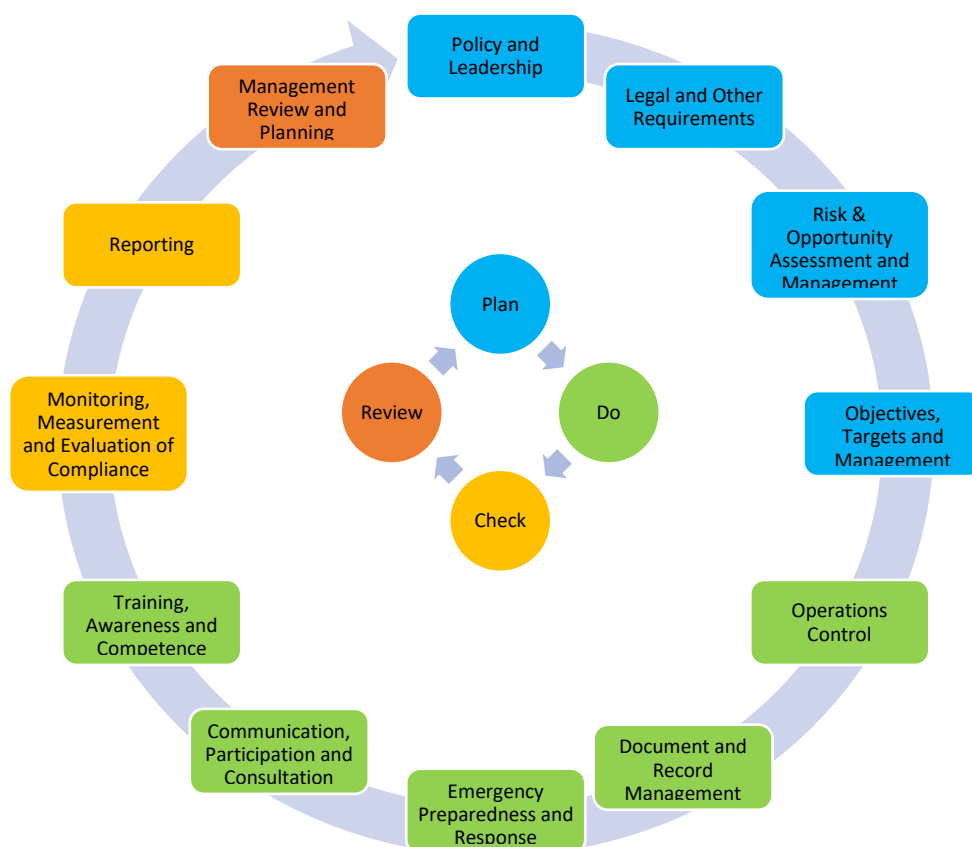 Policy and
Leadership
Legal and Other
Requirements
Risk &
Opportunity
Assessment and
Management
Objectives,
Targets and
Management
Operations
Control
Document and
Record
Management
Emergency
Preparedness and
Response
Communication,
Participation and
Consultation
Training,
Awareness and
Competence
Monitoring,
Measurement
and Evaluation of
Compliance
Reporting
Management
Review and
Planning
Plan
Do
Check
Review